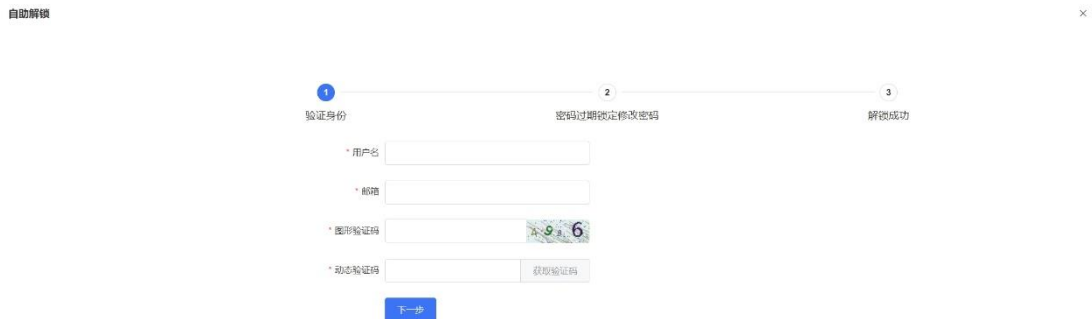 自助解锁
1
2
3
验证身份
密码过期锁定修改密码
解锁成功
* 用户名
* 邮箱
* 图形验证码
* 动态验证码
获取验证码
下一步